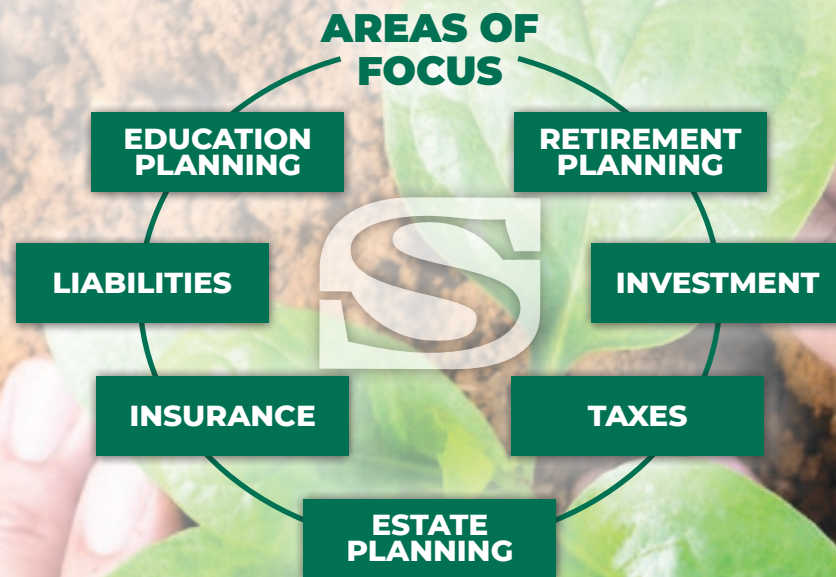 AREAS OF
FOCUS
EDUCATION
PLANNING
RETIREMENT
PLANNING
LIABILITIES
INVESTMENT
INSURANCE
TAXES
ESTATE
PLANNING
S